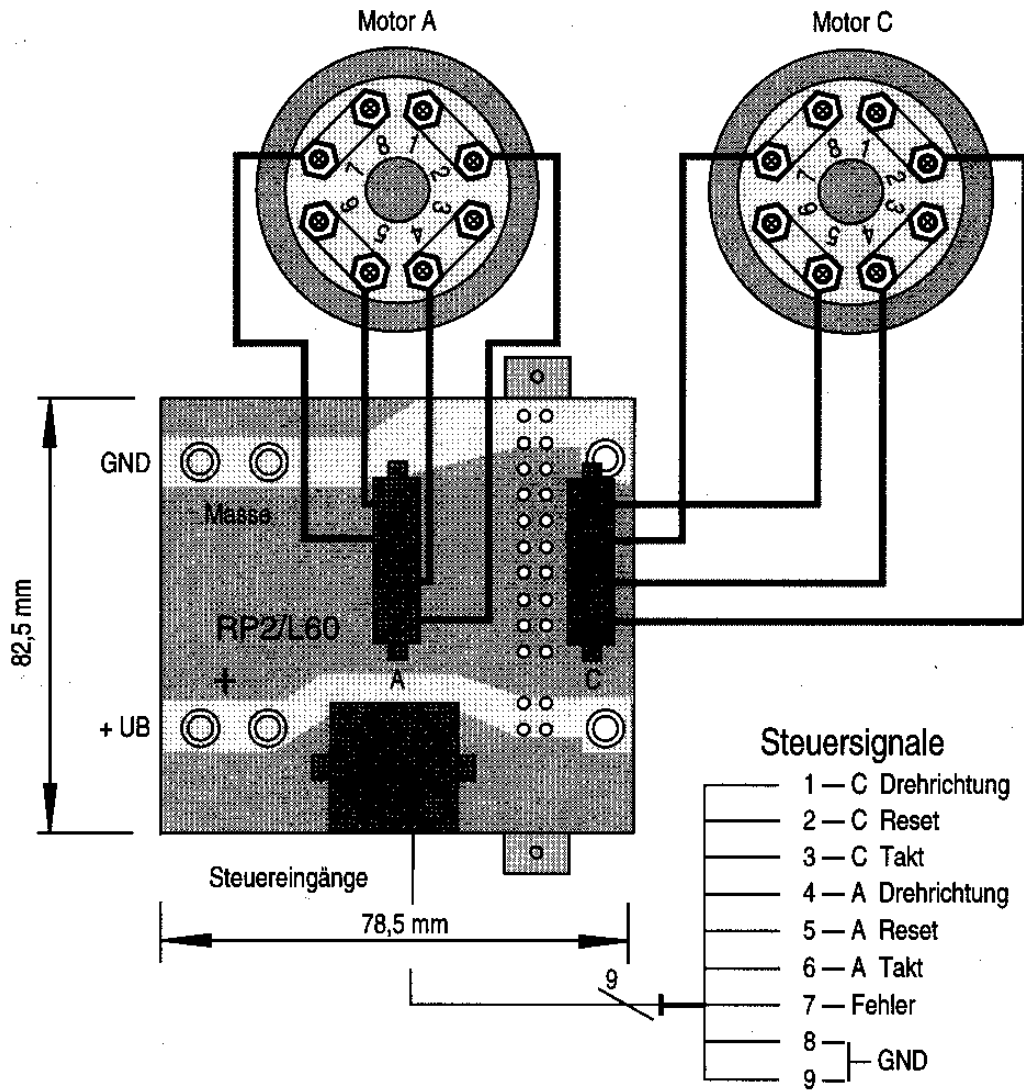 Motor A
Motor C
8 1
7 2
6 3
5 4
8 1
7 2
6 3
5 4
GND
Masse
82,5 mm
RP2/L60
+
A
C
+ UB
Steuereingänge
78,5 mm
9
Steuersignale
1 — C Drehrichtung
2 — C Reset
3 — C Takt
4 — A Drehrichtung
5 — A Reset
6 — A Takt
7 — Fehler
8
GND
9